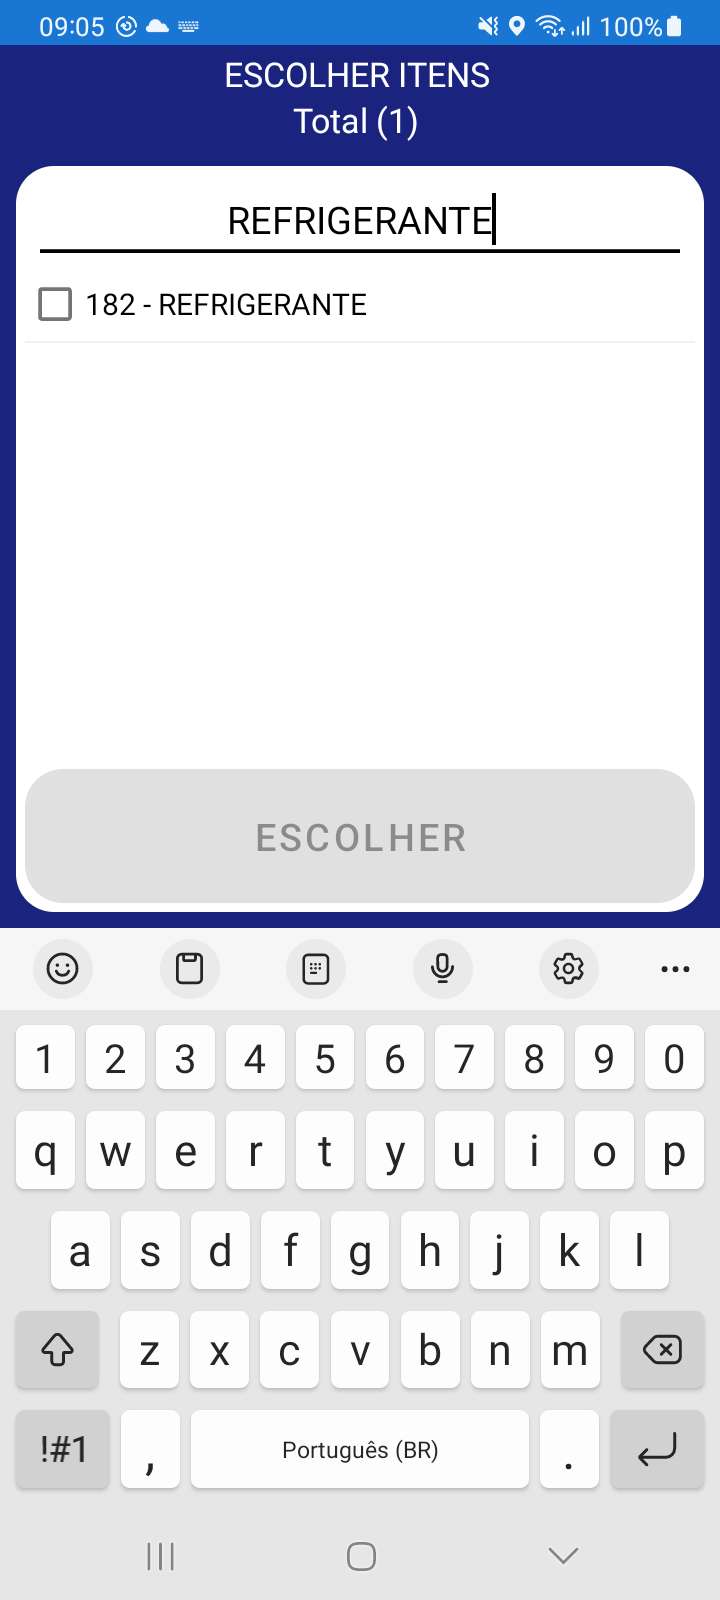 09:05 100%
ESCOLHER ITENS
Total (1)
REFRIGERANTE
182 - REFRIGERANTE
ESCOLHER
1 2 3 4 5 6 7 8 9 0
q w e r t y u i o p
a s d f g h j k l
z x c v b n m
!#1 , Português (BR) .